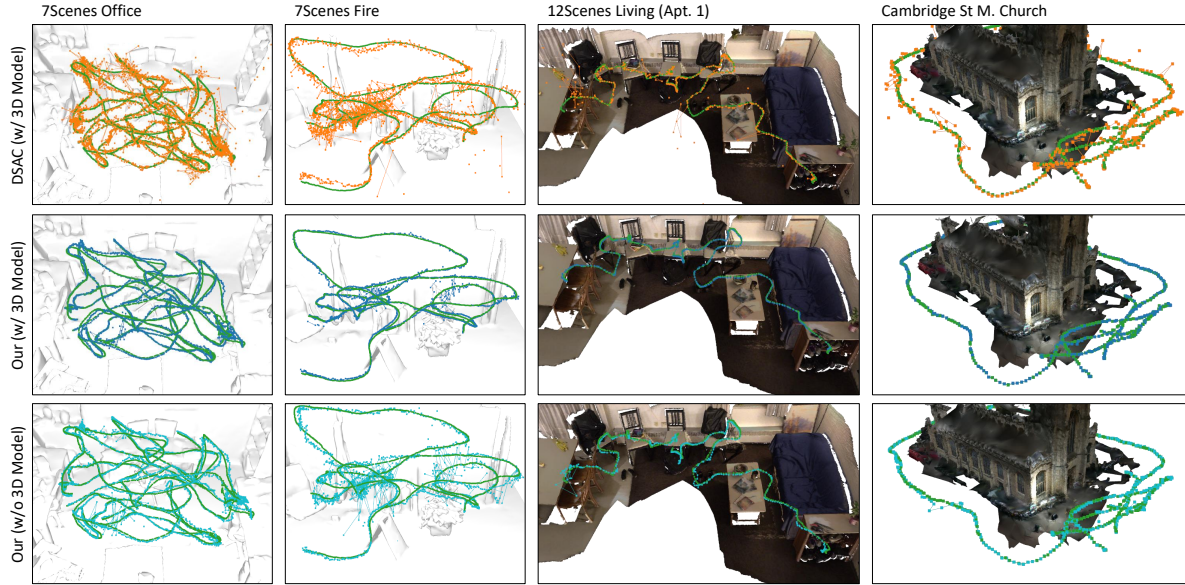 7Scenes Office
7Scenes Fire
12Scenes Living (Apt. 1)
Cambridge St M. Church
DSAC (w/ 3D Model)
Our (w/ 3D Model)
Our (w/o 3D Model)